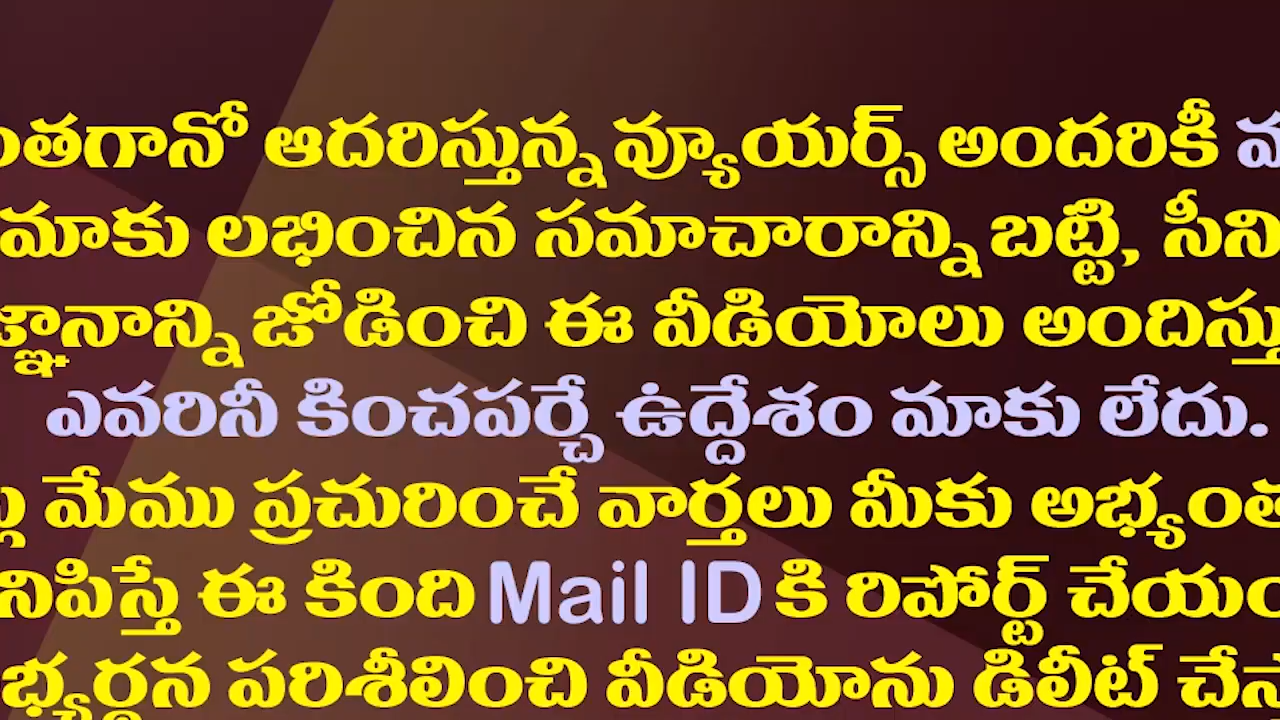 ంతగానో ఆదరిస్తున్న వ్యూయర్స్ అందరికీ
మాకు లభించిన సమాచారాన్ని బట్టి, సీని
జ్ఞానాన్ని జోడించి ఈ వీడియోలు అందిస్తు
ఎవరినీ కించపర్చే ఉద్దేశం మాకు లేదు.
మేము ప్రచురించే వార్తలు మీకు అభ్యంత
నిపిస్తే ఈ కింది Mail ID కి రిపోర్ట్ చేయం
భ్యర్థన పరిశీలించి వీడియోను డిలీట్ చేస